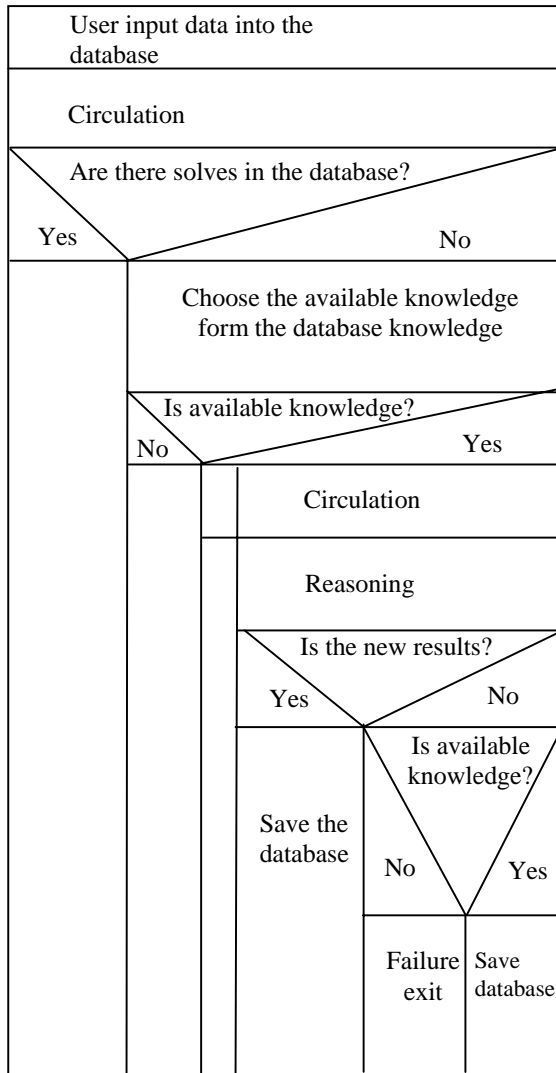 User input data into the
database
Circulation
Are there solves in the database?
Yes
No
Choose the available knowledge
form the database knowledge
Is available knowledge?
No
Yes
Circulation
Reasoning
Is the new results?
Yes
No
Is available
knowledge?
Save the
database
No
Yes
Failure
exit
Save
database